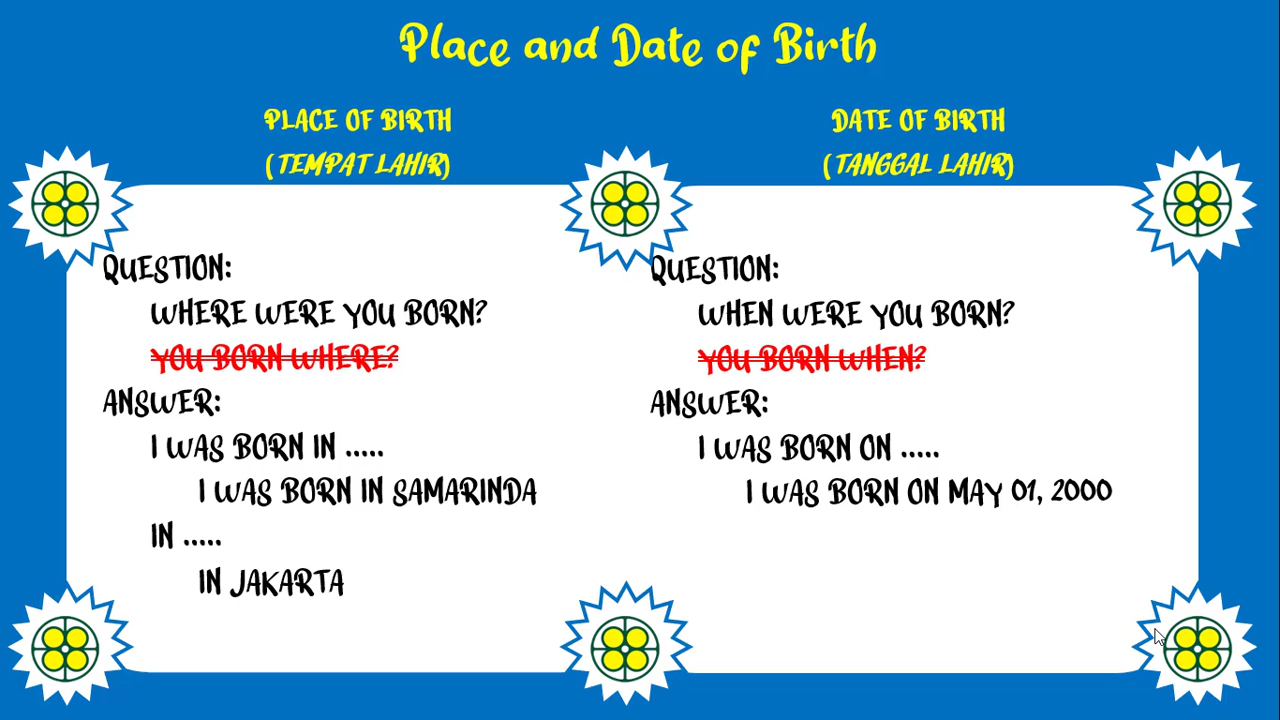 Place and Date of Birth
PLACE OF BIRTH
(TEMPAT LAHIR)
QUESTION:
WHERE WERE YOU BORN?
YOU BORN WHERE?
ANSWER:
I WAS BORN IN .....
I WAS BORN IN SAMARINDA
IN .....
IN JAKARTA
DATE OF BIRTH
(TANGGAL LAHIR)
QUESTION:
WHEN WERE YOU BORN?
YOU BORN WHEN?
ANSWER:
I WAS BORN ON .....
I WAS BORN ON MAY 01, 2000